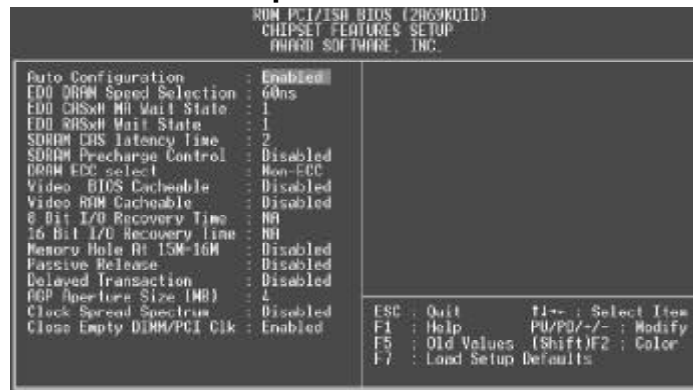 ROM PCI/ISA BIOS (2A69KQ1D)
CHIPSET FEATURES SETUP
AWARD SOFTWARE, INC.
Auto Configuration : Enabled
EDO DRAM Speed Selection : 60ns
EDO CASx# MA Wait State : 1
EDO RASx# Wait State : 1
SDRAM CAS latency Time : 2
SDRAM Precharge Control : Disabled
DRAM ECC select : Non-ECC
Video BIOS Cacheable : Disabled
Video RAM Cacheable : Disabled
8 Bit I/O Recovery Time : NA
16 Bit I/O Recovery Time : NA
Memory Hole At 15M-16M : Disabled
Passive Release : Disabled
Delayed Transaction : Disabled
AGP Aperture Size (MB) : 4
Clock Spread Spectrum : Disabled
Close Empty DIMM/PCI Clk : Enabled
ESC : Quit ↑↓→← : Select Item
F1 : Help PU/PD/+/- : Modify
F5 : Old Values (Shift)F2 : Color
F7 : Load Setup Defaults